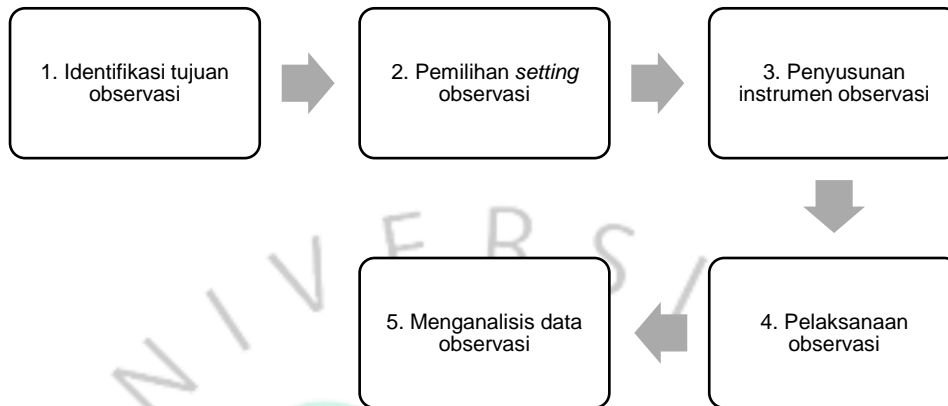 1. Identifikasi tujuan
observasi
2. Pemilihan setting
observasi
3. Penyusunan
instrumen observasi
4. Pelaksanaan
observasi
5. Menganalisis data
observasi
N I V E R S I